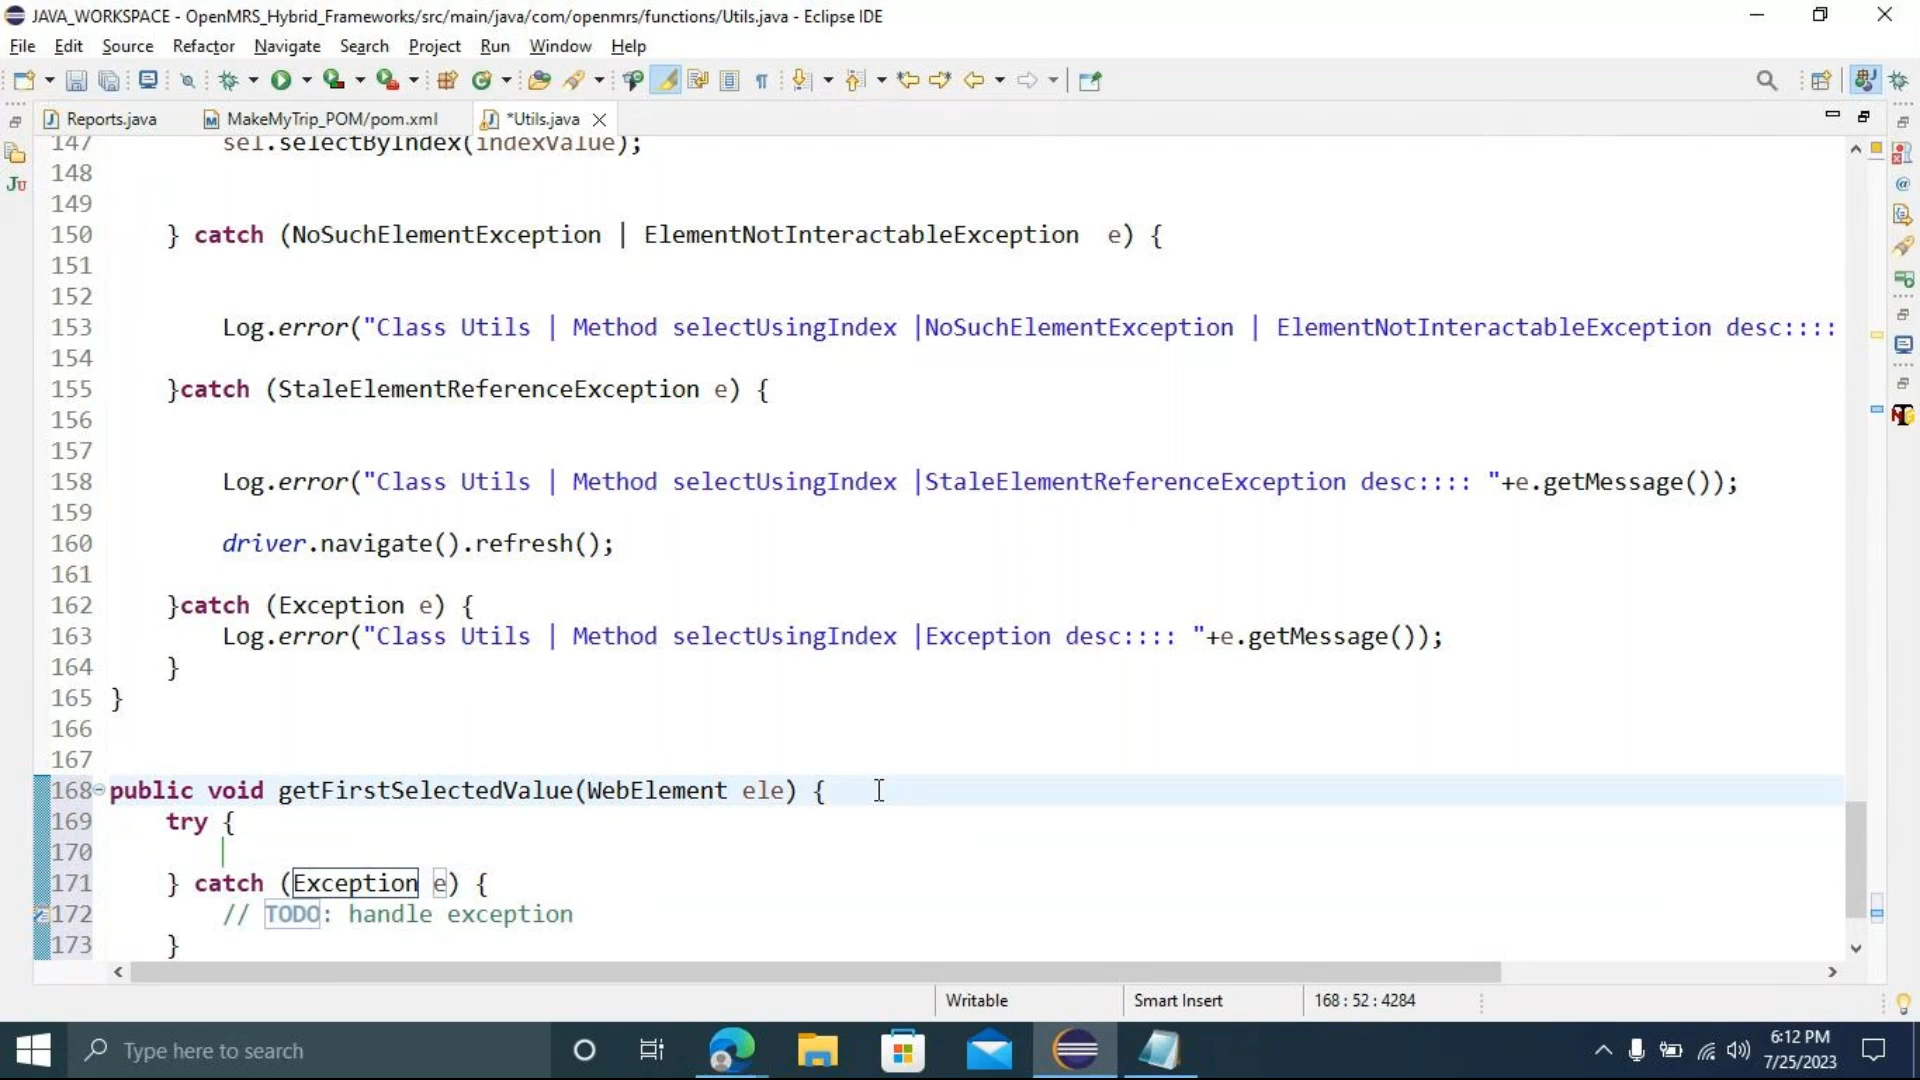 JAVA_WORKSPACE - OpenMRS_Hybrid_Frameworks/src/main/java/com/openmrs/functions/Utils.java - Eclipse IDE
File Edit Source Refactor Navigate Search Project Run Window Help
Reports.java MakeMyTrip_POM/pom.xml *Utils.java
147 sel.selectByIndex(indexValue);
148
149
150 } catch (NoSuchElementException | ElementNotInteractableException e) {
151
152
153 Log.error("Class Utils | Method selectUsingIndex |NoSuchElementException | ElementNotInteractableException desc::::
154
155 }catch (StaleElementReferenceException e) {
156
157
158 Log.error("Class Utils | Method selectUsingIndex |StaleElementReferenceException desc:::: "+e.getMessage());
159
160 driver.navigate().refresh();
161
162 }catch (Exception e) {
163 Log.error("Class Utils | Method selectUsingIndex |Exception desc:::: "+e.getMessage());
164 }
165 }
166
167
168 public void getFirstSelectedValue(WebElement ele) {
169 try {
170
171 } catch (Exception e) {
172 // TODO: handle exception
173 }
Writable Smart Insert 168 : 52 : 4284
Type here to search
6:12 PM
7/25/2023